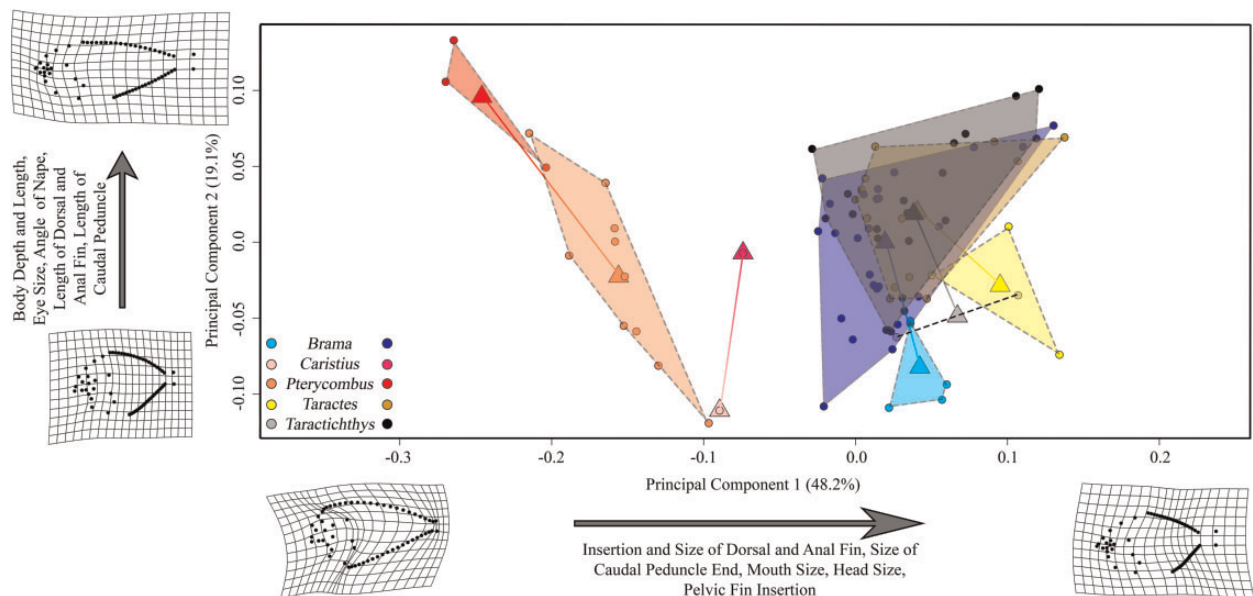 Body Depth and Length,
Eye Size, Angle of Nape,
Length of Dorsal and
Anal Fin, Length of
Caudal Peduncle
Principal Component 2 (19.1%)
0.10
0.05
0.0
-0.05
-0.10
Brama
Caristius
Pterycombus
Taractes
Taractichthys
-0.3
-0.2
-0.1
0.0
0.1
0.2
Principal Component 1 (48.2%)
Insertion and Size of Dorsal and Anal Fin, Size of
Caudal Peduncle End, Mouth Size, Head Size,
Pelvic Fin Insertion